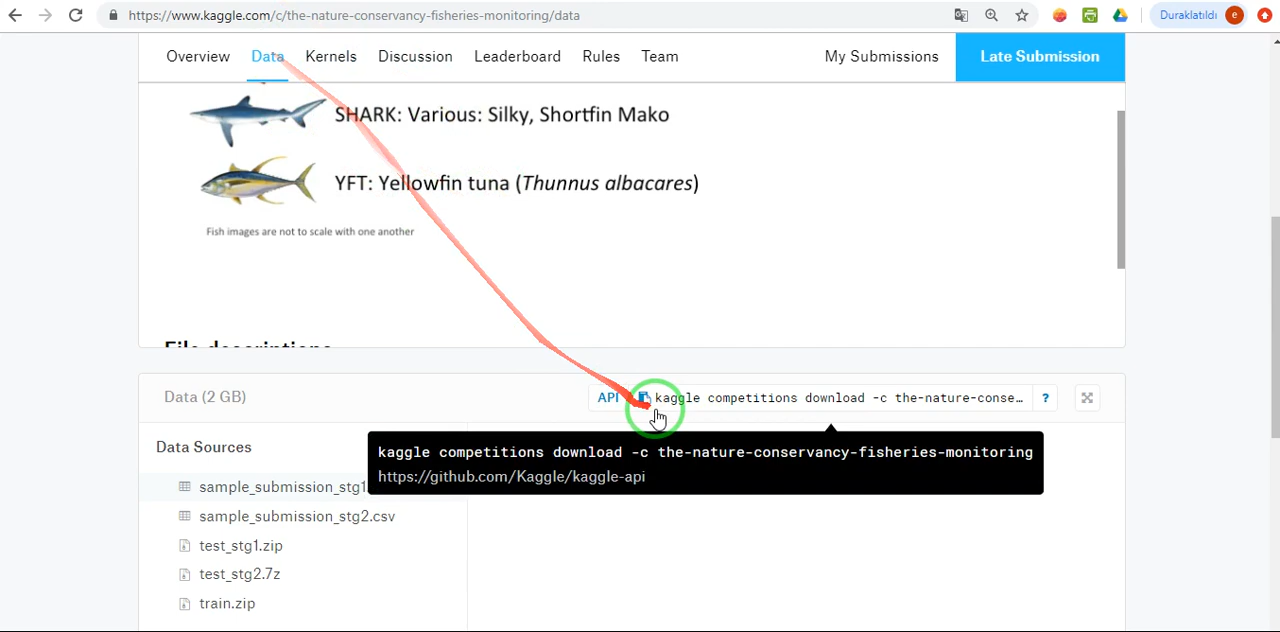 https://www.kaggle.com/c/the-nature-conservancy-fisheries-monitoring/data
Duraklatıldı e
Overview Data Kernels Discussion Leaderboard Rules Team My Submissions Late Submission
SHARK: Various: Silky, Shortfin Mako
YFT: Yellowfin tuna (Thunnus albacares)
Fish images are not to scale with one another
File descriptions
Data (2 GB)
API kaggle competitions download -c the-nature-conse… ?
kaggle competitions download -c the-nature-conservancy-fisheries-monitoring
https://github.com/Kaggle/kaggle-api
Data Sources
sample_submission_stg1.
sample_submission_stg2.csv
test_stg1.zip
test_stg2.7z
train.zip